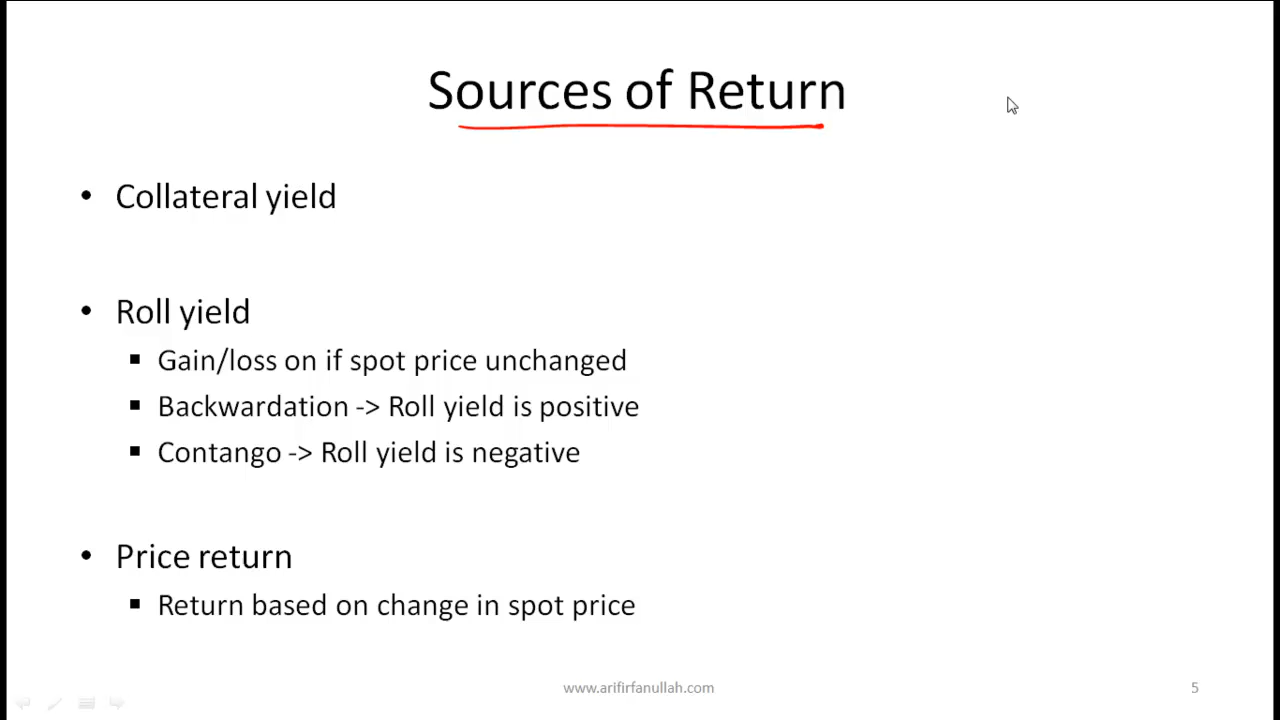 Sources of Return
• Collateral yield
• Roll yield
▪ Gain/loss on if spot price unchanged
▪ Backwardation -> Roll yield is positive
▪ Contango -> Roll yield is negative
• Price return
▪ Return based on change in spot price
www.arifirfanullah.com
5